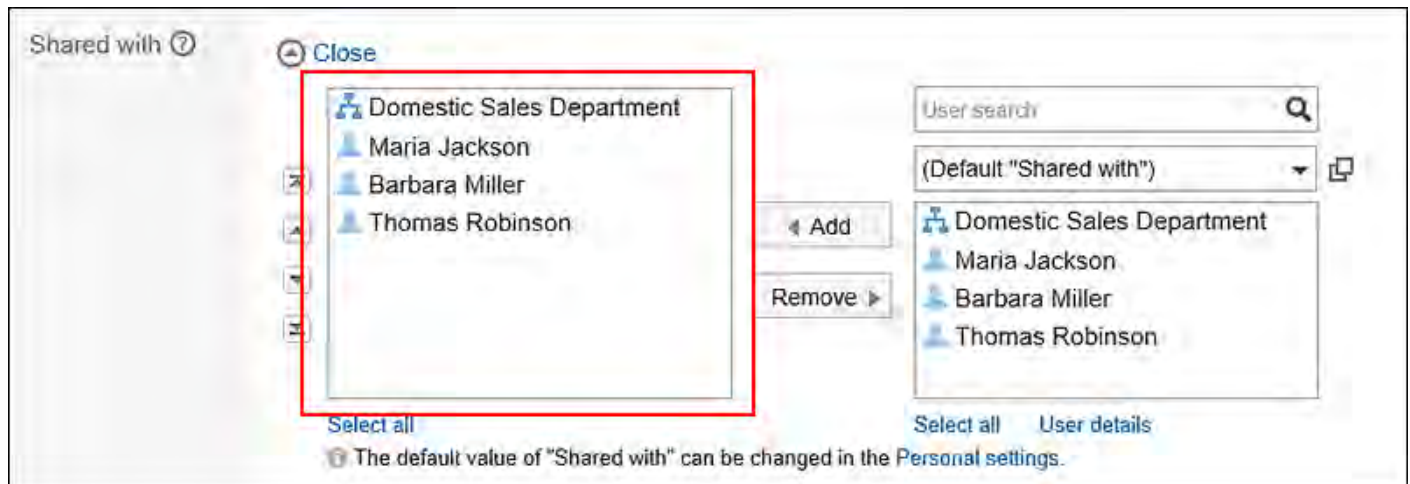 Shared with ?
Close
Domestic Sales Department
Maria Jackson
Barbara Miller
Thomas Robinson
Select all
Add
Remove
User search
(Default "Shared with")
Domestic Sales Department
Maria Jackson
Barbara Miller
Thomas Robinson
Select all User details
The default value of "Shared with" can be changed in the Personal settings.